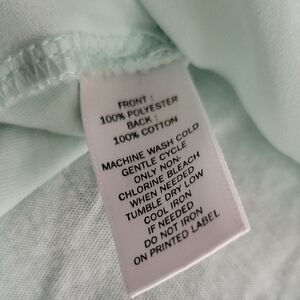 FRONT :
100% POLYESTER
BACK :
100% COTTON
MACHINE WASH COLD
GENTLE CYCLE
ONLY NON-
CHLORINE BLEACH
WHEN NEEDED
TUMBLE DRY LOW
COOL IRON
IF NEEDED
DO NOT IRON
ON PRINTED LABEL